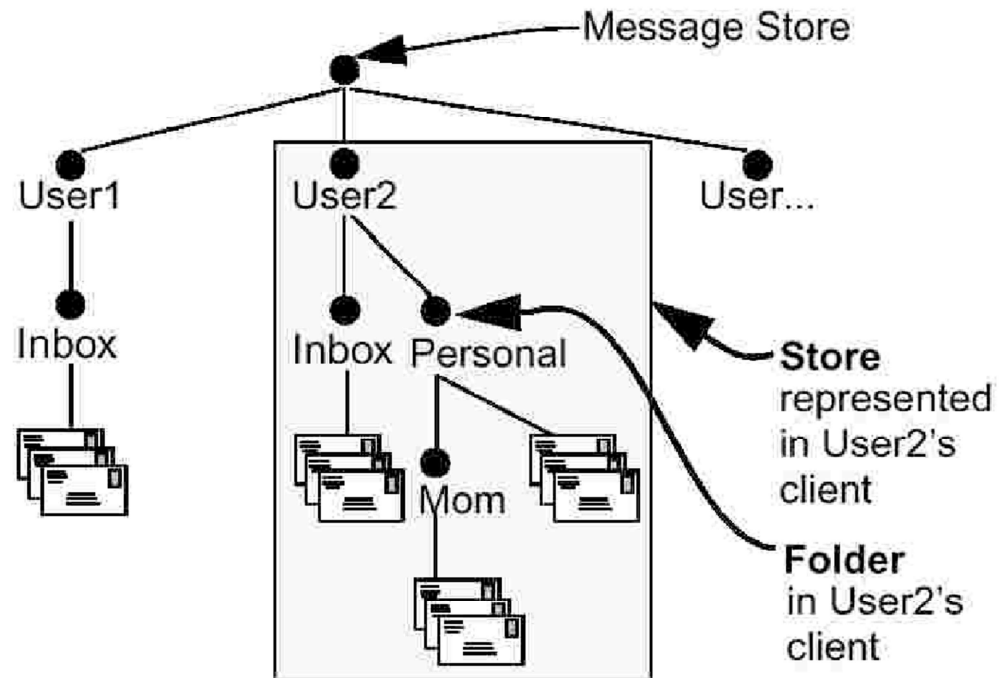 Message Store
User1
User2
User...
Inbox
Inbox
Personal
Mom
Store
represented
in User2's
client
Folder
in User2's
client